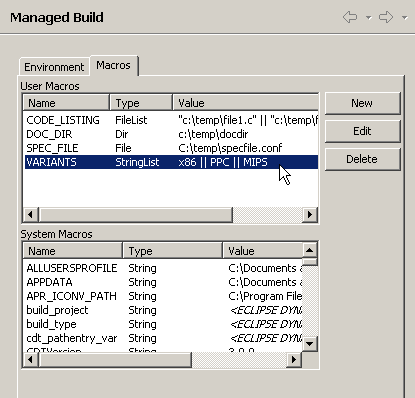 Managed Build
Environment Macros
User Macros
Name Type Value
CODE_LISTING FileList "c:\temp\file1.c" || "c:\temp\f
DOC_DIR Dir c:\temp\docdir
SPEC_FILE File C:\temp\specfile.conf
VARIANTS StringList x86 || PPC || MIPS
New
Edit
Delete
System Macros
Name Type Value
ALLUSERSPROFILE String C:\Documents a
APPDATA String C:\Documents a
APR_ICONV_PATH String C:\Program File
build_project String <ECLIPSE DYN
build_type String <ECLIPSE DYN
cdt_pathentry_var String <ECLIPSE DYN
CDTVersion String 3.0.0